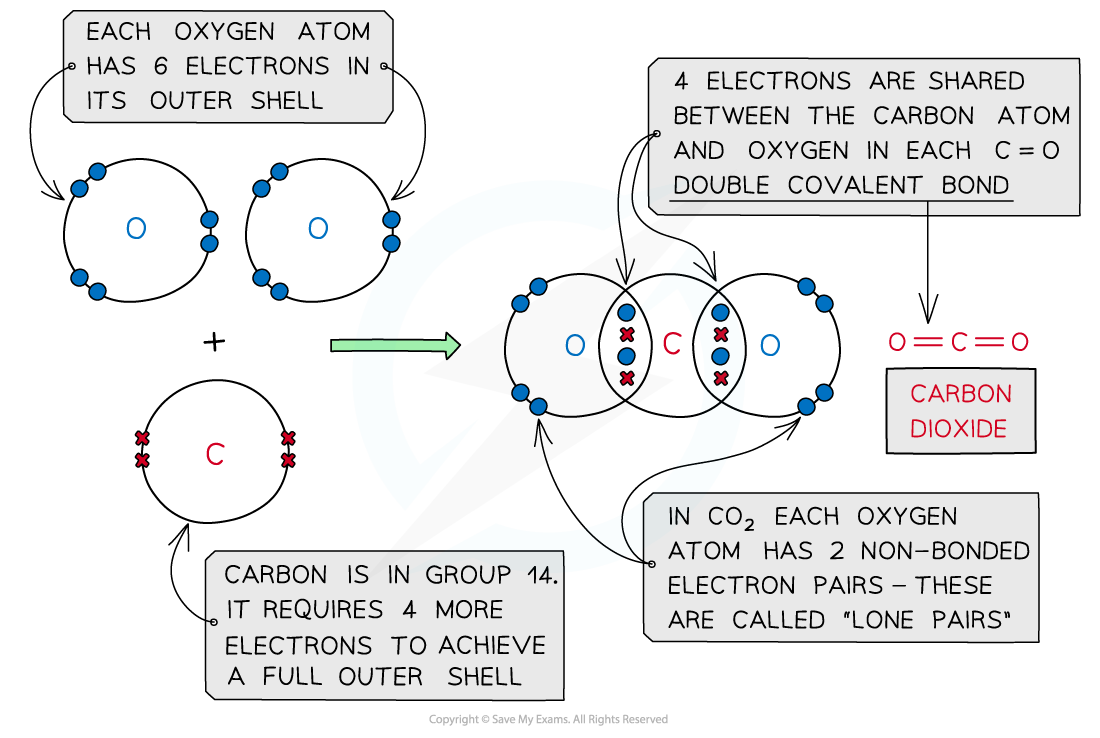 EACH OXYGEN ATOM
HAS 6 ELECTRONS IN
ITS OUTER SHELL
4 ELECTRONS ARE SHARED
BETWEEN THE CARBON ATOM
AND OXYGEN IN EACH C=O
DOUBLE COVALENT BOND
O
O
+
C
O
C
O
O=C=O
CARBON
DIOXIDE
CARBON IS IN GROUP 14.
IT REQUIRES 4 MORE
ELECTRONS TO ACHIEVE
A FULL OUTER SHELL
IN CO₂ EACH OXYGEN
ATOM HAS 2 NON-BONDED
ELECTRON PAIRS – THESE
ARE CALLED "LONE PAIRS"
Copyright © Save My Exams. All Rights Reserved